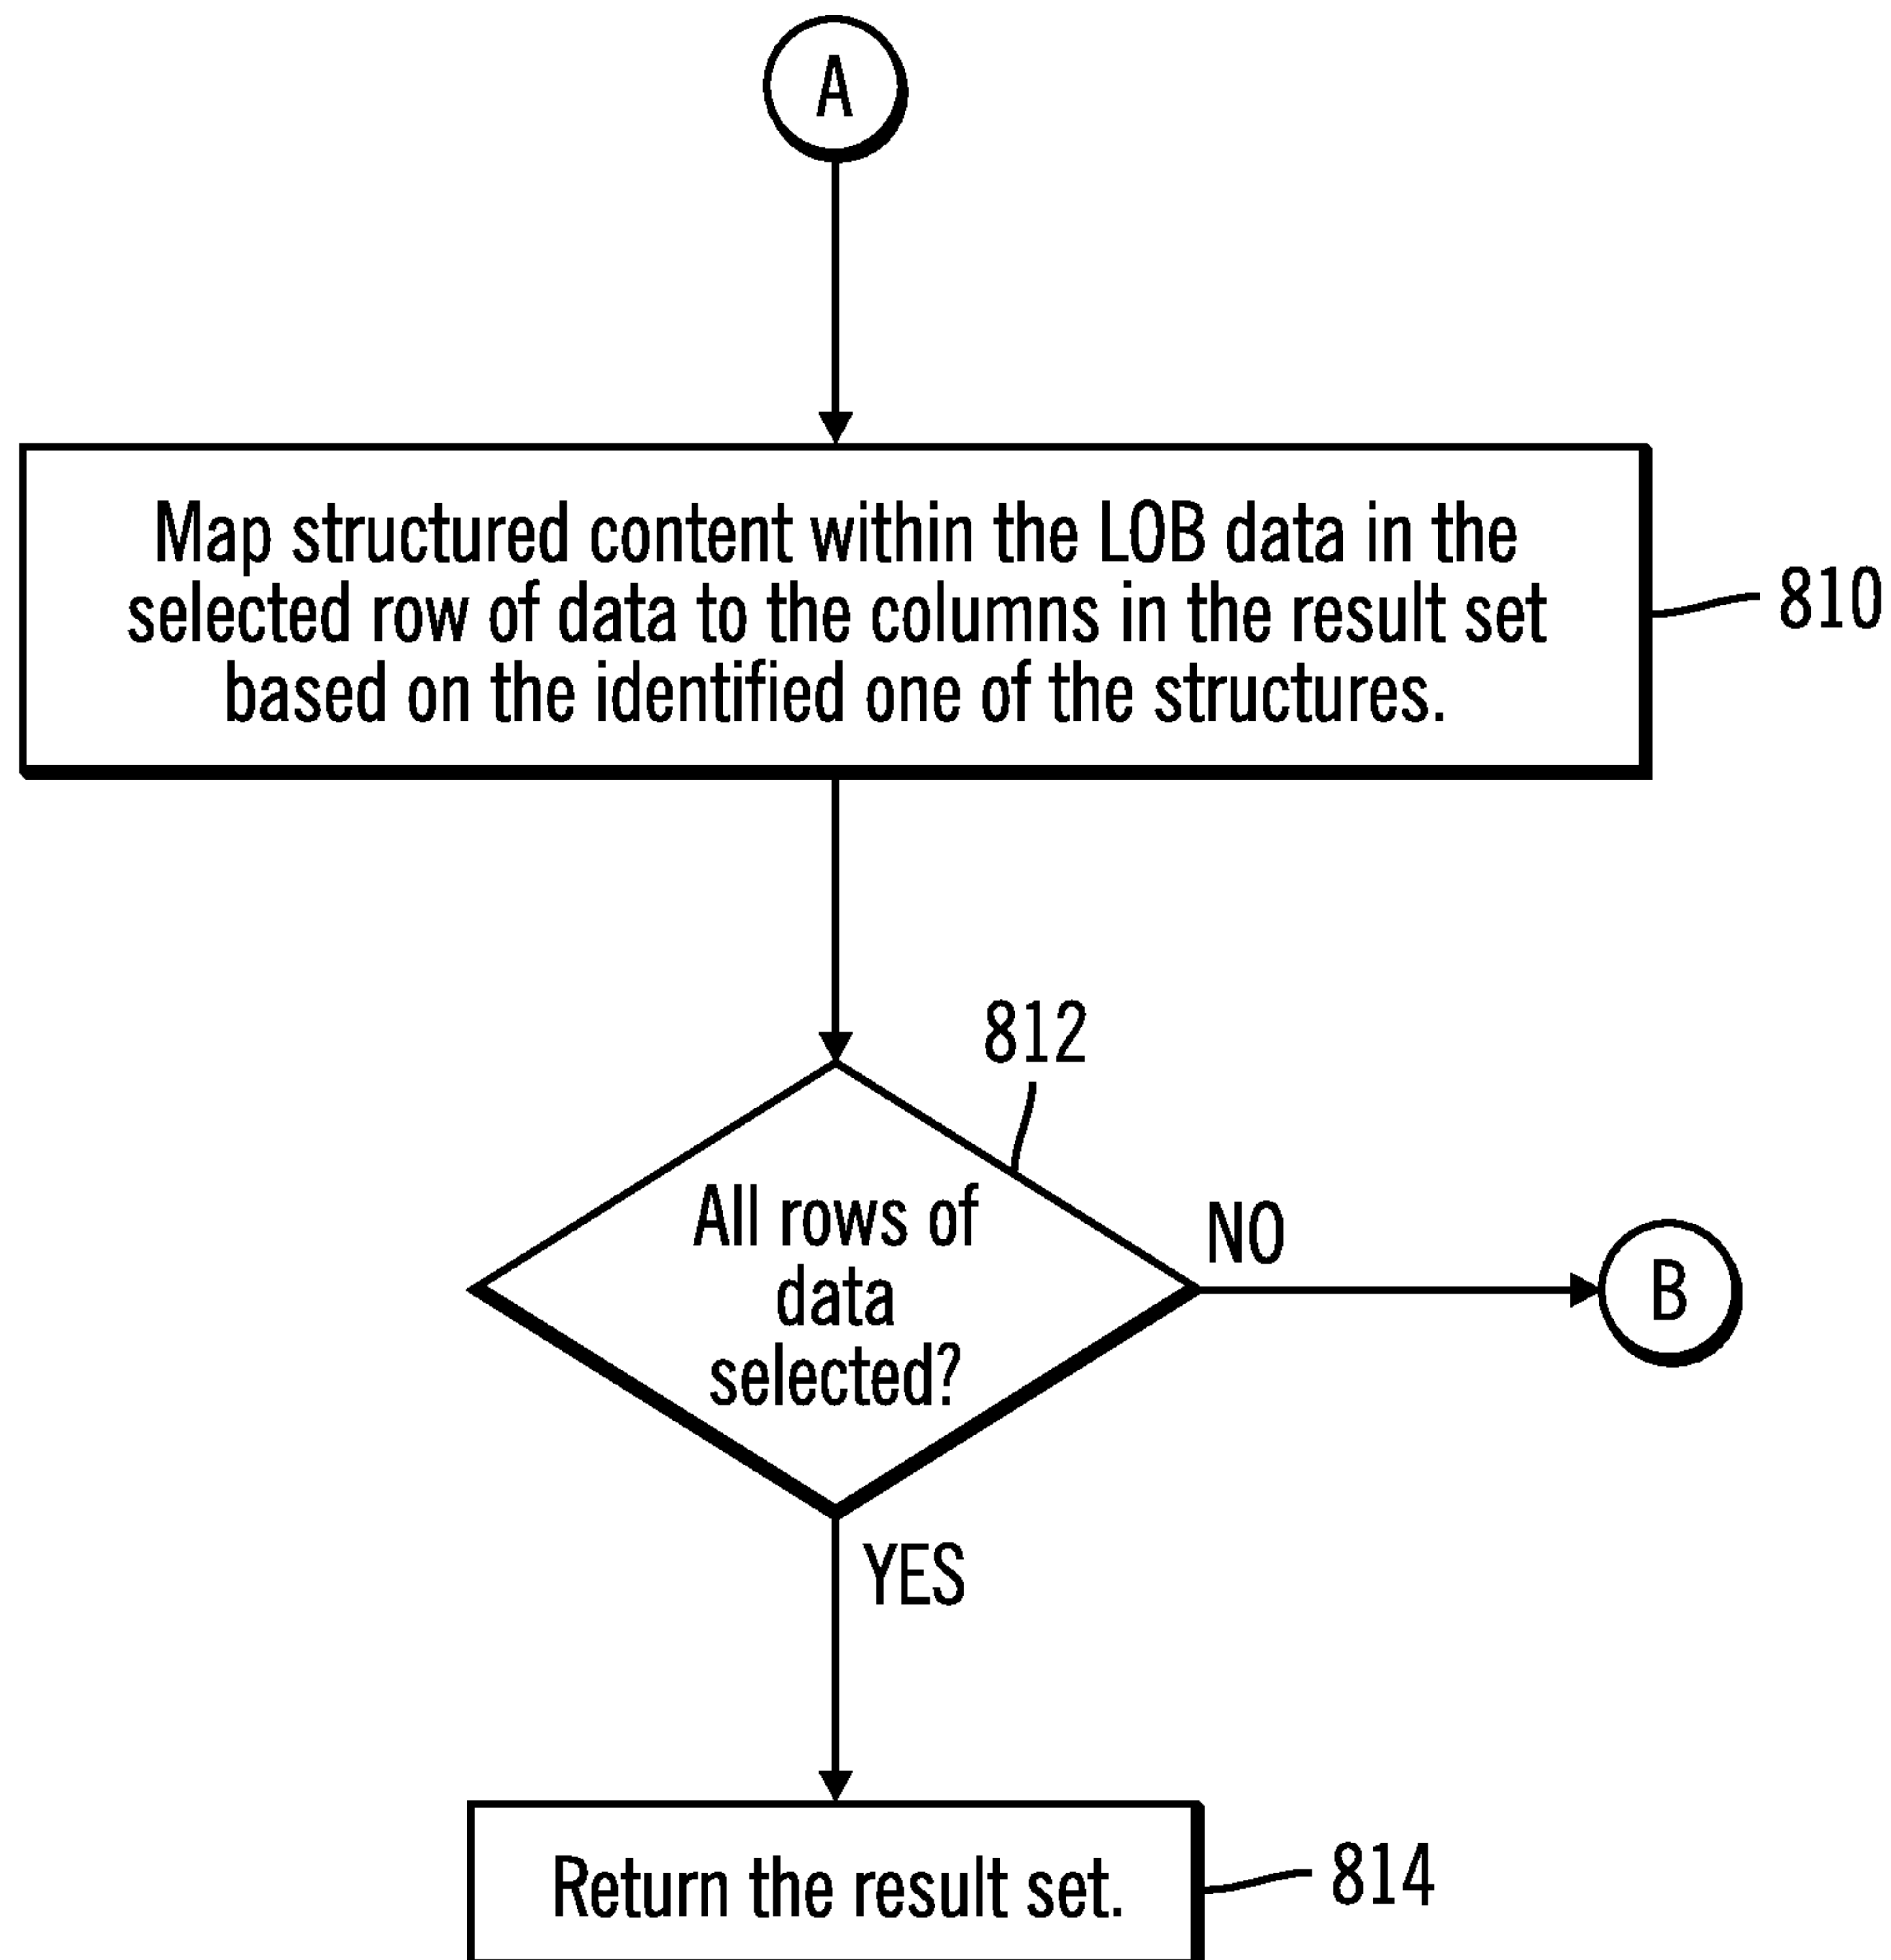 A
Map structured content within the LOB data in the
selected row of data to the columns in the result set
based on the identified one of the structures.
810
812
All rows of
data
selected?
NO
B
YES
Return the result set.
814